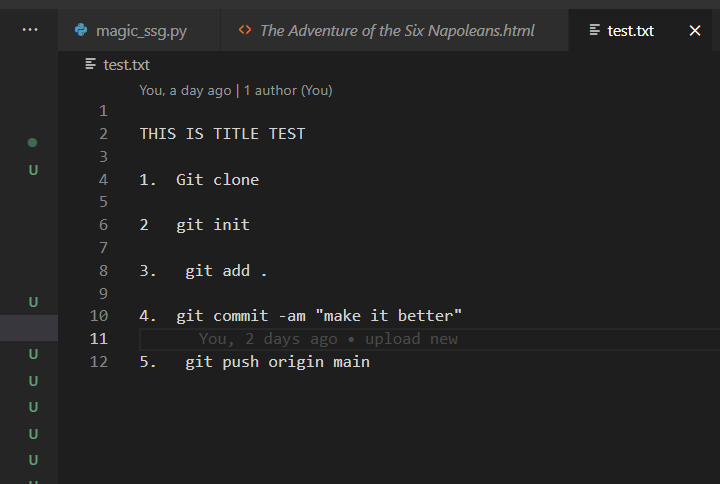 ... magic_ssg.py <> The Adventure of the Six Napoleans.html test.txt ×
test.txt
You, a day ago | 1 author (You)
1
2 THIS IS TITLE TEST
3
U
4 1. Git clone
5
6 2 git init
7
8 3. git add .
9
U
10 4. git commit -am "make it better"
11 You, 2 days ago • upload new
U
12 5. git push origin main
U
U
U
U